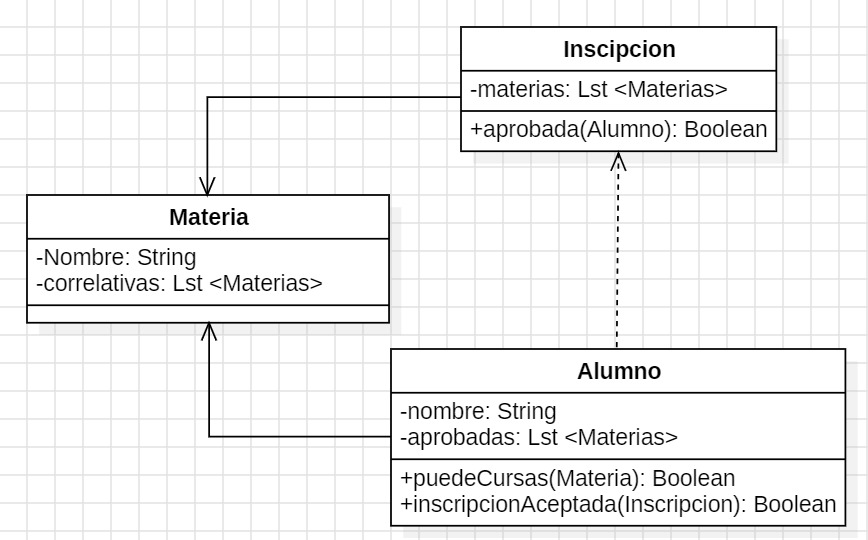 Inscipcion
-materias: Lst <Materias>
+aprobada(Alumno): Boolean
Materia
-Nombre: String
-correlativas: Lst <Materias>
Alumno
-nombre: String
-aprobadas: Lst <Materias>
+puedeCursas(Materia): Boolean
+inscripcionAceptada(Inscripcion): Boolean